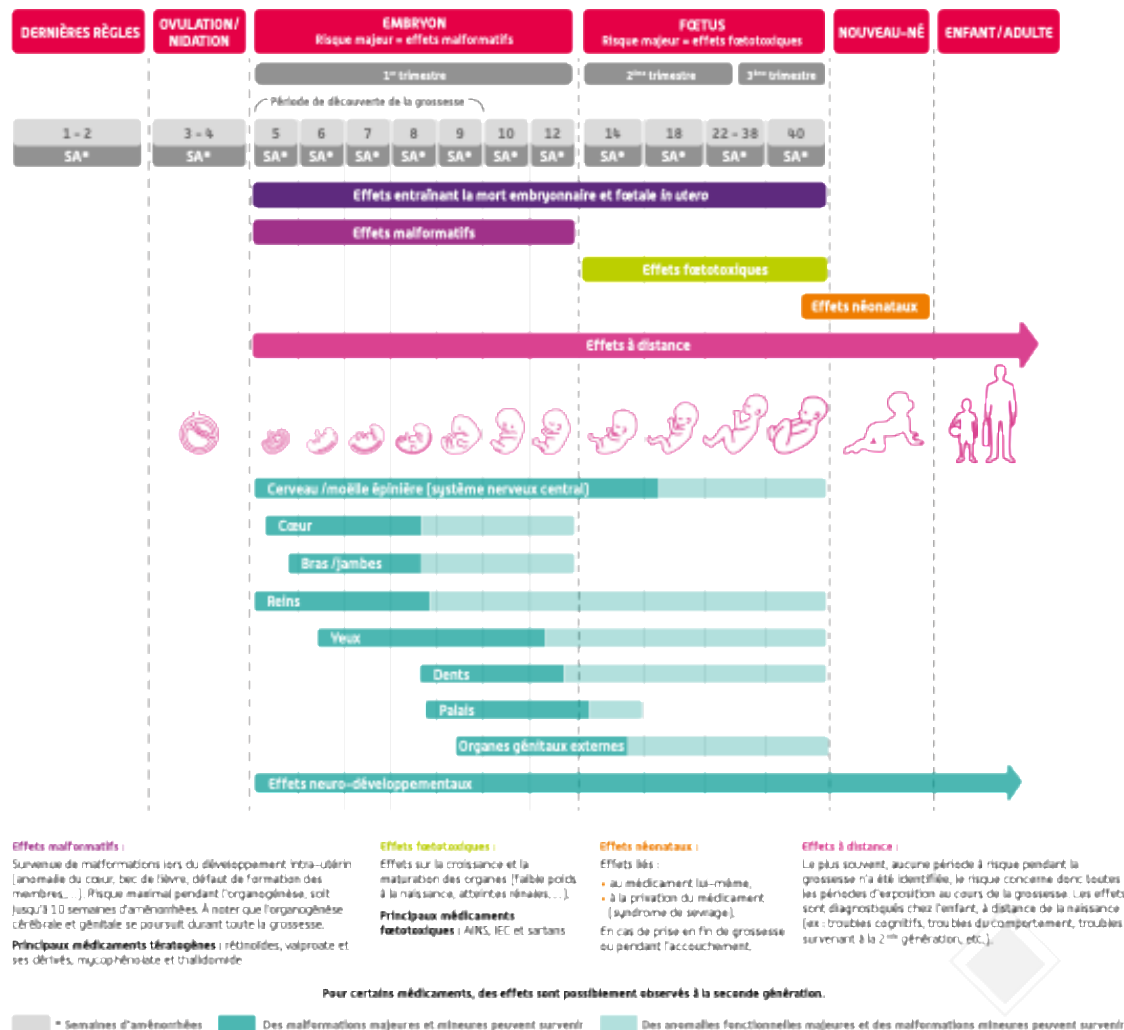 DERNIÈRES RÈGLES
OVULATION/
NIDATION
EMBRYON
Risque majeur = effets malformatifs
FŒTUS
Risque majeur = effets fœtotoxiques
NOUVEAU-NÉ
ENFANT/ADULTE
1er trimestre
2ème trimestre
3ème trimestre
Période de découverte de la grossesse
1 - 2
3 - 4
5
6
7
8
9
10
12
14
18
22 - 38
40
SA*
SA*
SA*
SA*
SA*
SA*
SA*
SA*
SA*
SA*
SA*
SA*
SA*
Effets entraînant la mort embryonnaire et fœtale in utero
Effets malformatifs
Effets fœtotoxiques
Effets néonataux
Effets à distance
Cerveau /moëlle épinière (système nerveux central)
Cœur
Bras /jambes
Reins
Yeux
Dents
Palais
Organes génitaux externes
Effets neuro-développementaux
Effets malformatifs :
Survenue de malformations lors du développement intra-utérin
(anomalie du cœur, bec de lièvre, défaut de formation des
membres,...). Risque maximal pendant l'organogénèse, soit
jusqu'à 10 semaines d'aménorrhées. À noter que l'organogénèse
cérébrale et génitale se poursuit durant toute la grossesse.
Principaux médicaments tératogènes : rétinoïdes, valproate et
ses dérivés, mycophénolate et thalidomide
Effets fœtotoxiques :
Effets sur la croissance et la
maturation des organes (faible poids
à la naissance, atteintes rénales,...).
Principaux médicaments
fœtotoxiques : AINS, IEC et sartans
Effets néonataux :
Effets liés :
• au médicament lui-même,
• à la privation du médicament
(syndrome de sevrage).
En cas de prise en fin de grossesse
ou pendant l'accouchement.
Effets à distance :
Le plus souvent, aucune période à risque pendant la
grossesse n'a été identifiée, le risque concerne donc toutes
les périodes d'exposition au cours de la grossesse. Les effets
sont diagnostiqués chez l'enfant, à distance de la naissance
(ex : troubles cognitifs, troubles du comportement, troubles
survenant à la 2nde génération, etc.).
Pour certains médicaments, des effets sont possiblement observés à la seconde génération.
* Semaines d'aménorrhées
Des malformations majeures et mineures peuvent survenir
Des anomalies fonctionnelles majeures et des malformations mineures peuvent survenir